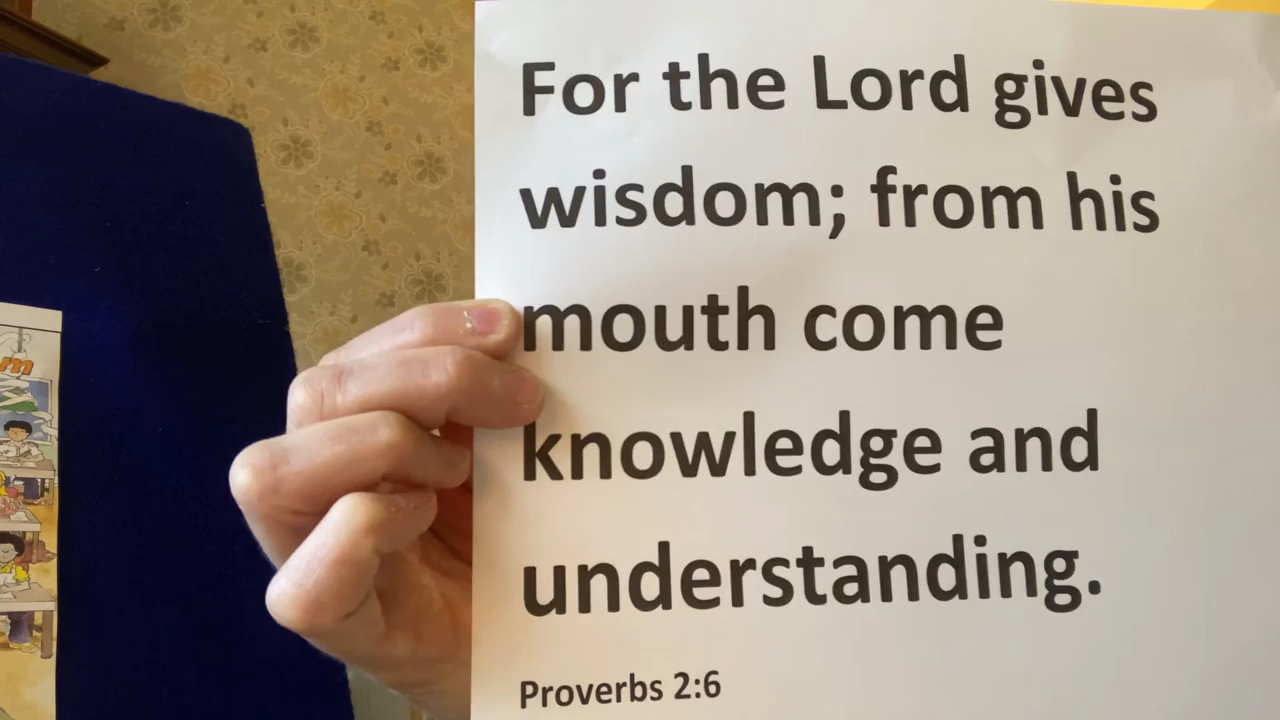 For the Lord gives
wisdom; from his
mouth come
knowledge and
understanding.
Proverbs 2:6